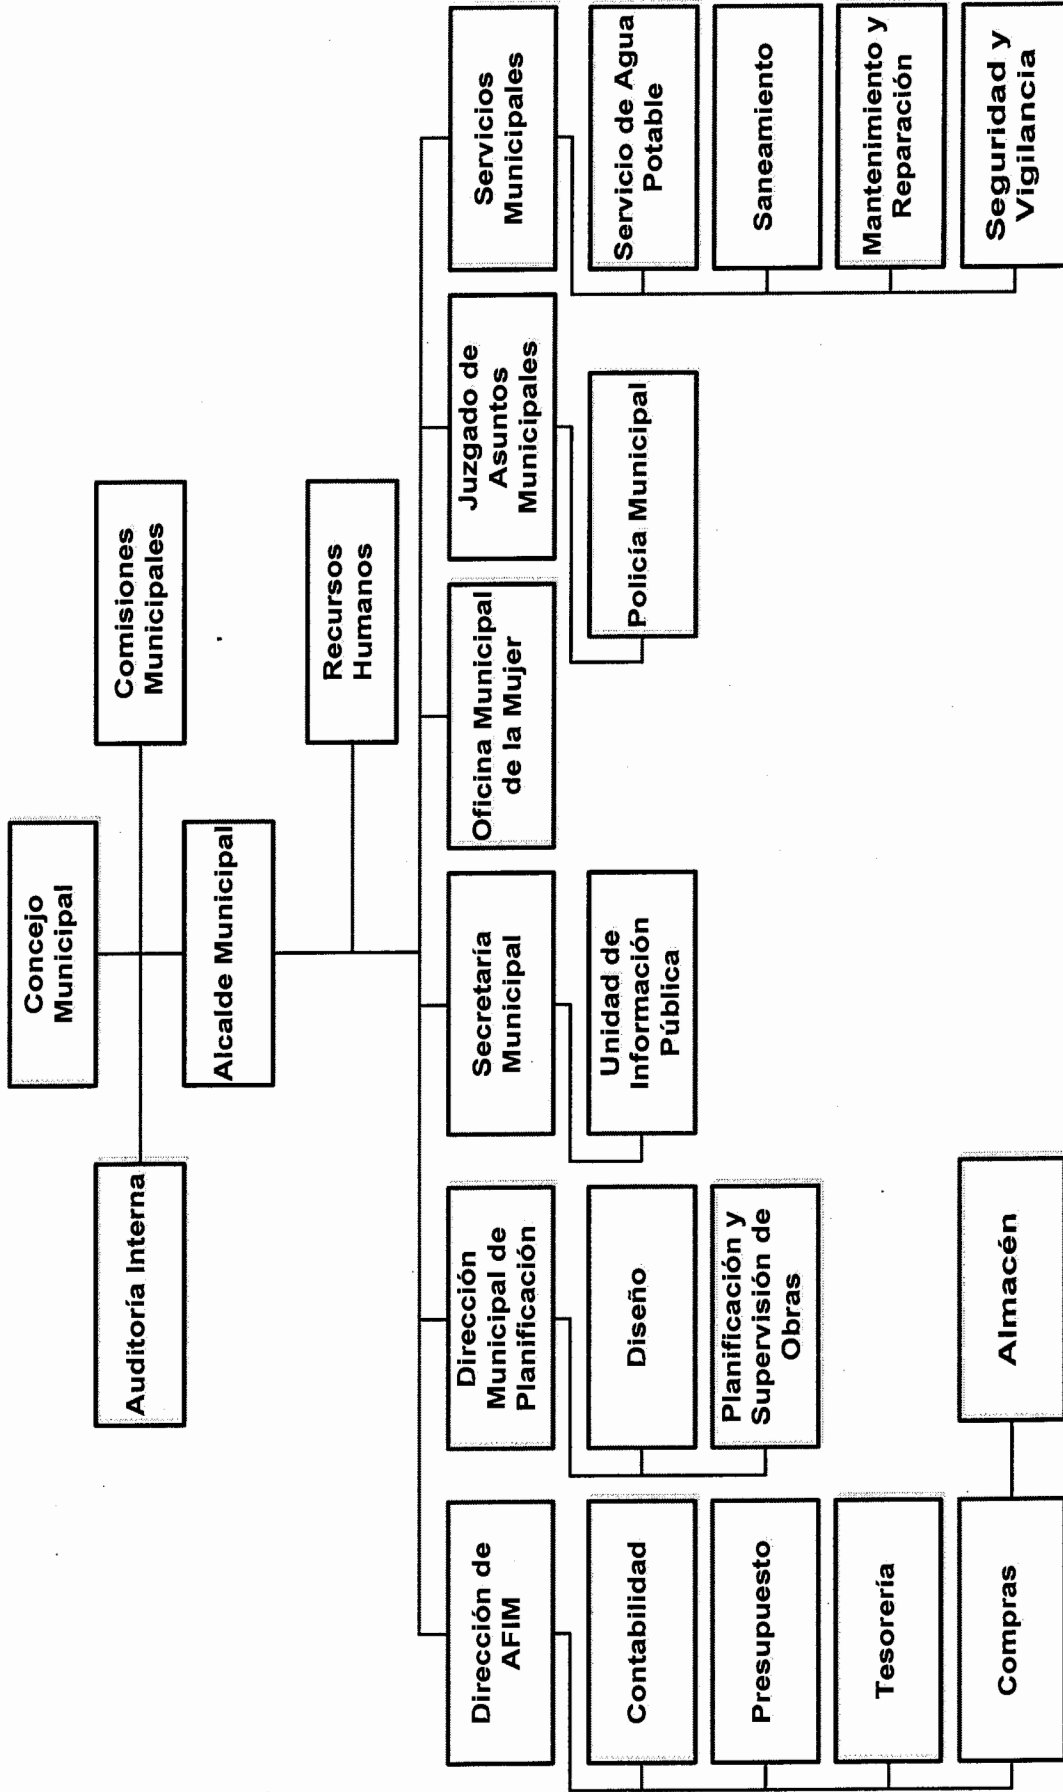 Concejo
Municipal
Auditoría Interna
Comisiones
Municipales
Alcalde Municipal
Recursos
Humanos
Dirección de
AFIM
Dirección
Municipal de
Planificación
Secretaría
Municipal
Oficina Municipal
de la Mujer
Juzgado de
Asuntos
Municipales
Servicios
Municipales
Contabilidad
Diseño
Unidad de
Información
Pública
Policía Municipal
Servicio de Agua
Potable
Presupuesto
Planificación y
Supervisión de
Obras
Saneamiento
Tesorería
Mantenimiento y
Reparación
Compras
Almacén
Seguridad y
Vigilancia